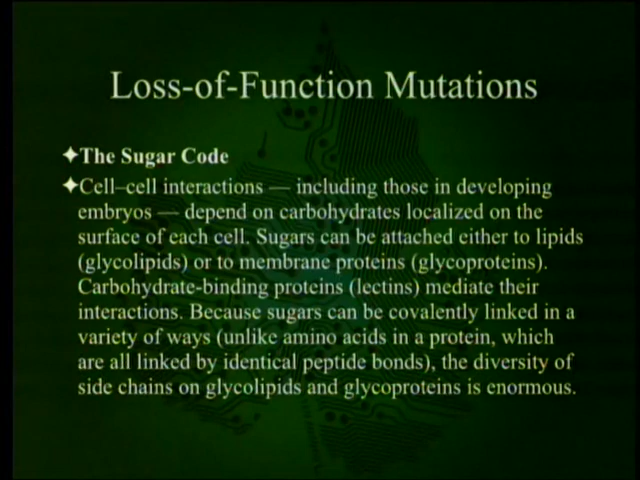 Loss-of-Function Mutations
✦The Sugar Code
✦Cell–cell interactions — including those in developing
embryos — depend on carbohydrates localized on the
surface of each cell. Sugars can be attached either to lipids
(glycolipids) or to membrane proteins (glycoproteins).
Carbohydrate-binding proteins (lectins) mediate their
interactions. Because sugars can be covalently linked in a
variety of ways (unlike amino acids in a protein, which
are all linked by identical peptide bonds), the diversity of
side chains on glycolipids and glycoproteins is enormous.